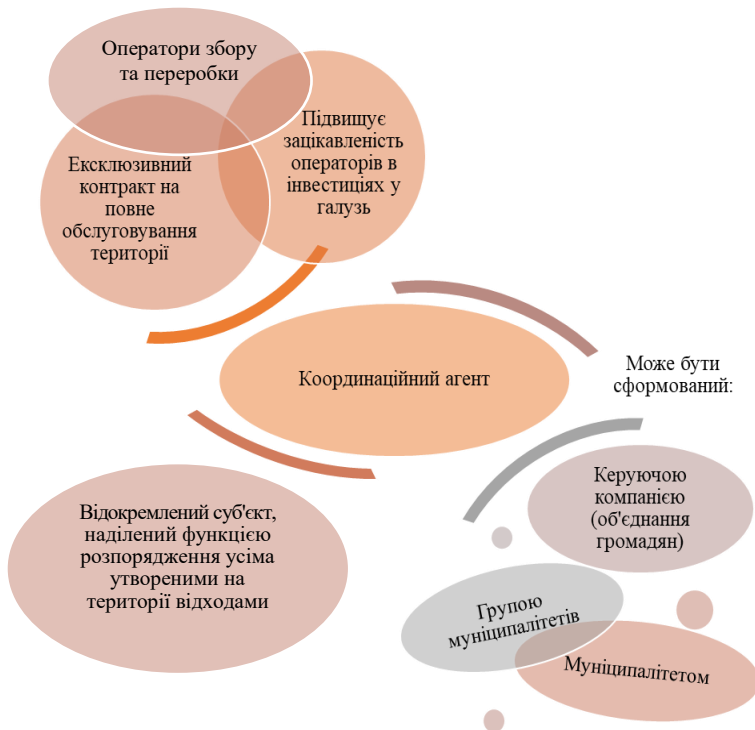 Оператори збору
та переробки
Підвищує
зацікавленість
операторів в
інвестиціях у
галузь
Ексклюзивний
контракт на
повне
обслуговування
території
Координаційний агент
Може бути
сформований:
Керуючою
компанією
(об'єднання
громадян)
Відокремлений суб'єкт,
наділений функцією
розпорядження усіма
утвореними на
території відходами
Групою
муніципалітетів
Муніципалітетом